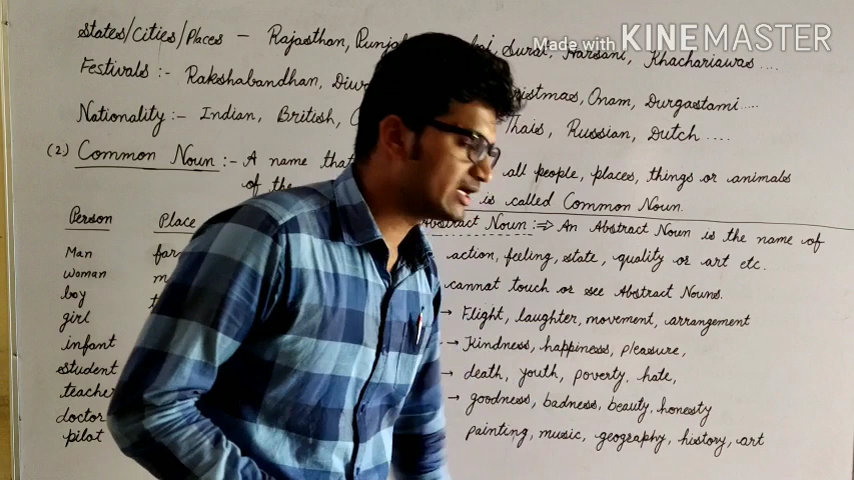 States/Cities/Places - Rajasthan, Punjab, Surat, Harsani, Khachariawas ....
Made with KINEMASTER
Festivals :- Rakshabandhan, Onam, Durgastami ....
Nationality :- Indian, British, Thais, Russian, Dutch ....
(2) Common Noun :- A name that all people, places, things or animals
of the is called Common Noun.
Person Place
Man
woman
boy
girl
infant
student
teacher
doctor
pilot
Abstract Noun :⇒ An Abstract Noun is the name of
action, feeling, state, quality or art etc.
cannot touch or see Abstract Nouns.
→ Flight, laughter, movement, arrangement
→ Kindness, happiness, pleasure,
→ death, youth, poverty, hate,
→ goodness, badness, beauty, honesty
painting, music, geography, history, art